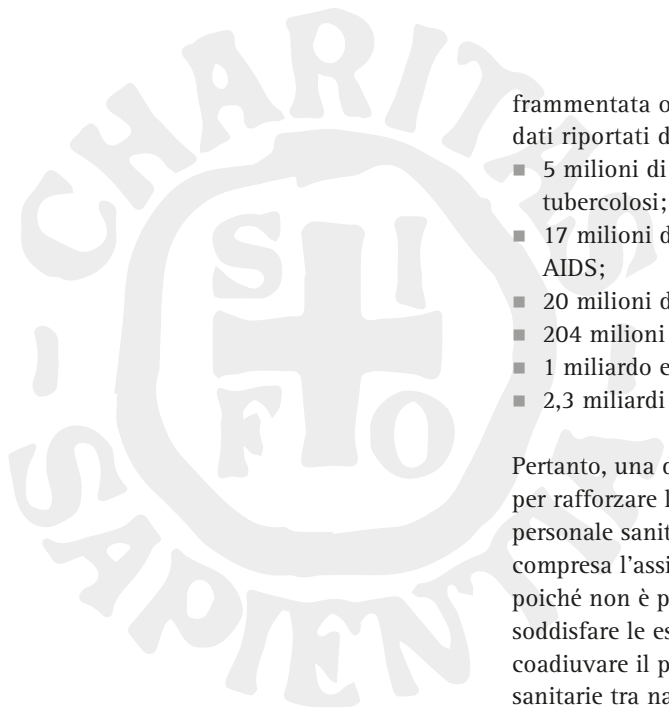 CHARITAS
SAPIENTIA
S I
F O
frammentata o
dati riportati d
■ 5 milioni di
tubercolosi;
■ 17 milioni d
AIDS;
■ 20 milioni d
■ 204 milioni
■ 1 miliardo e
■ 2,3 miliardi
Pertanto, una d
per rafforzare l
personale sanit
compresa l'assi
poiché non è p
soddisfare le es
coadiuvare il p
sanitarie tra na